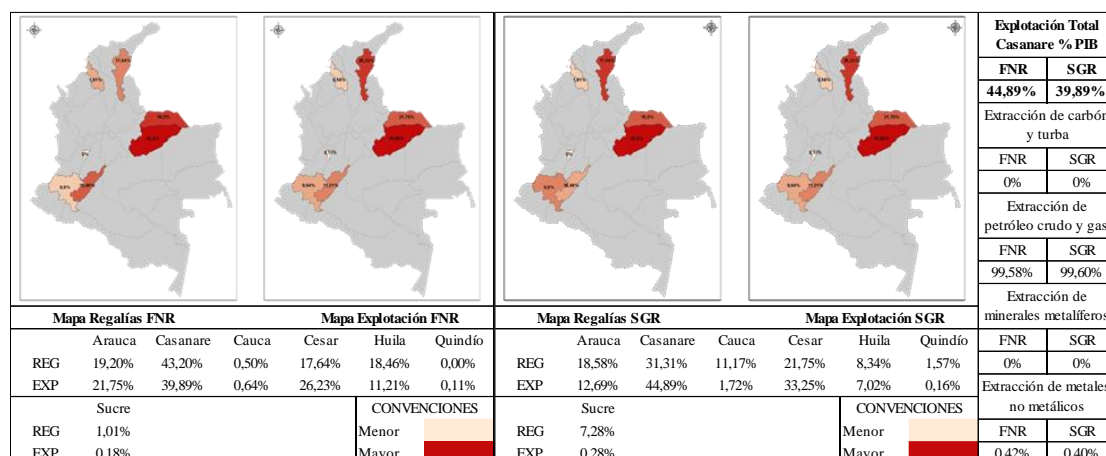 Explotación Total
Casanare % PIB
FNR SGR
44,89% 39,89%
Extracción de carbón
y turba
FNR SGR
0% 0%
Extracción de
petróleo crudo y gas
FNR SGR
99,58% 99,60%
Extracción de
minerales metalíferos
FNR SGR
0% 0%
Extracción de metales
no metálicos
FNR SGR
0,42% 0,40%
Mapa Regalías FNR Mapa Explotación FNR
Arauca Casanare Cauca Cesar Huila Quindío
REG 19,20% 43,20% 0,50% 17,64% 18,46% 0,00%
EXP 21,75% 39,89% 0,64% 26,23% 11,21% 0,11%
Sucre CONVENCIONES
REG 1,01% Menor
EXP 0,18% Mayor
Mapa Regalías SGR Mapa Explotación SGR
Arauca Casanare Cauca Cesar Huila Quindío
REG 18,58% 31,31% 11,17% 21,75% 8,34% 1,57%
EXP 12,69% 44,89% 1,72% 33,25% 7,02% 0,16%
Sucre CONVENCIONES
REG 7,28% Menor
EXP 0,28% Mayor